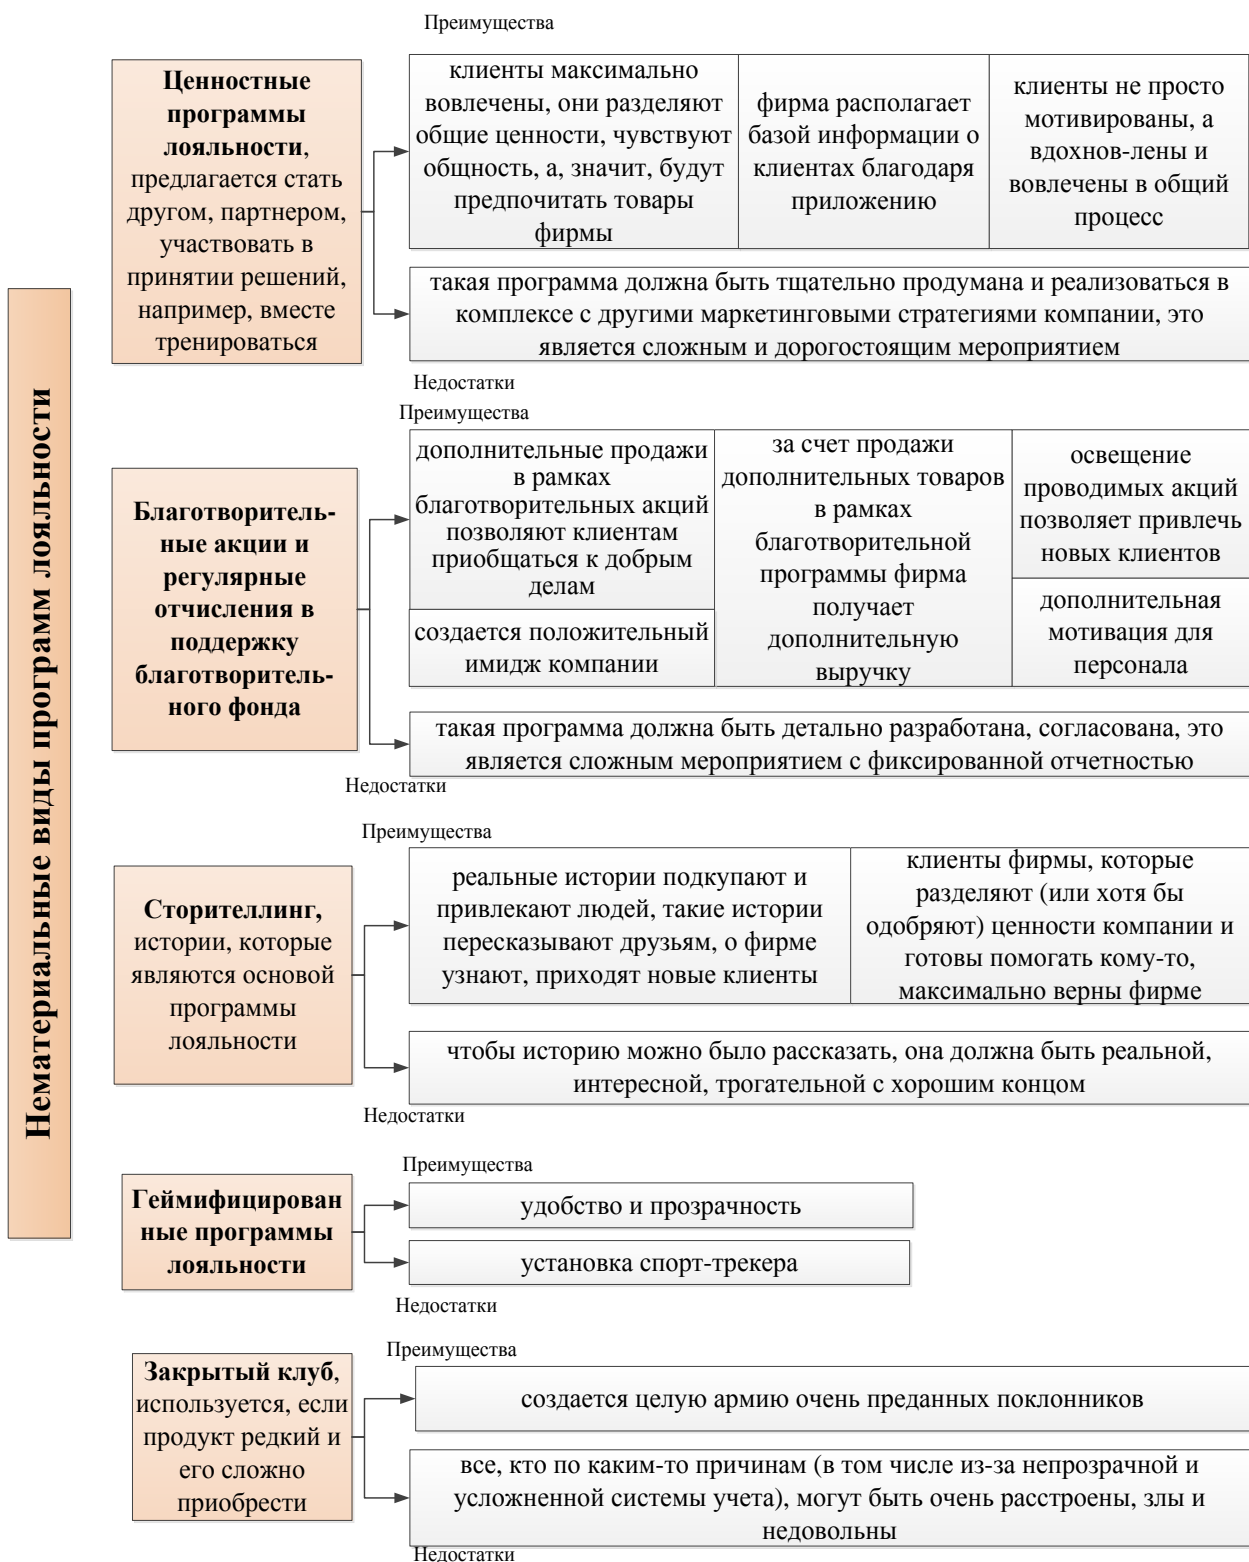 Нематериальные виды программ лояльности
Преимущества
Ценностные
программы
лояльности,
предлагается стать
другом, партнером,
участвовать в
принятии решений,
например, вместе
тренироваться
клиенты максимально
вовлечены, они разделяют
общие ценности, чувствуют
общность, а, значит, будут
предпочитать товары
фирмы
фирма располагает
базой информации о
клиентах благодаря
приложению
клиенты не просто
мотивированы, а
вдохнов-лены и
вовлечены в общий
процесс
такая программа должна быть тщательно продумана и реализоваться в
комплексе с другими маркетинговыми стратегиями компании, это
является сложным и дорогостоящим мероприятием
Недостатки
Преимущества
Благотворитель-
ные акции и
регулярные
отчисления в
поддержку
благотворитель-
ного фонда
дополнительные продажи
в рамках
благотворительных акций
позволяют клиентам
приобщаться к добрым
делам
создается положительный
имидж компании
за счет продажи
дополнительных товаров
в рамках
благотворительной
программы фирма
получает
дополнительную
выручку
освещение
проводимых акций
позволяет привлечь
новых клиентов
дополнительная
мотивация для
персонала
такая программа должна быть детально разработана, согласована, это
является сложным мероприятием с фиксированной отчетностью
Недостатки
Преимущества
Сторителлинг,
истории, которые
являются основой
программы
лояльности
реальные истории подкупают и
привлекают людей, такие истории
пересказывают друзьям, о фирме
узнают, приходят новые клиенты
клиенты фирмы, которые
разделяют (или хотя бы
одобряют) ценности компании и
готовы помогать кому-то,
максимально верны фирме
чтобы историю можно было рассказать, она должна быть реальной,
интересной, трогательной с хорошим концом
Недостатки
Преимущества
Геймифицирован
ные программы
лояльности
удобство и прозрачность
установка спорт-трекера
Недостатки
Преимущества
Закрытый клуб,
используется, если
продукт редкий и
его сложно
приобрести
создается целую армию очень преданных поклонников
все, кто по каким-то причинам (в том числе из-за непрозрачной и
усложненной системы учета), могут быть очень расстроены, злы и
недовольны
Недостатки